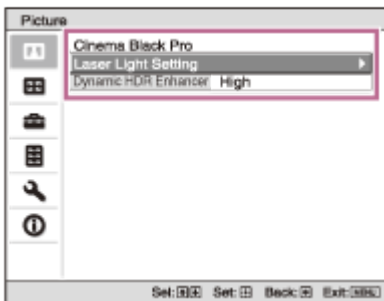 Picture
Cinema Black Pro
Laser Light Setting
Dynamic HDR Enhancer High
Sel: Set: Back: Exit: